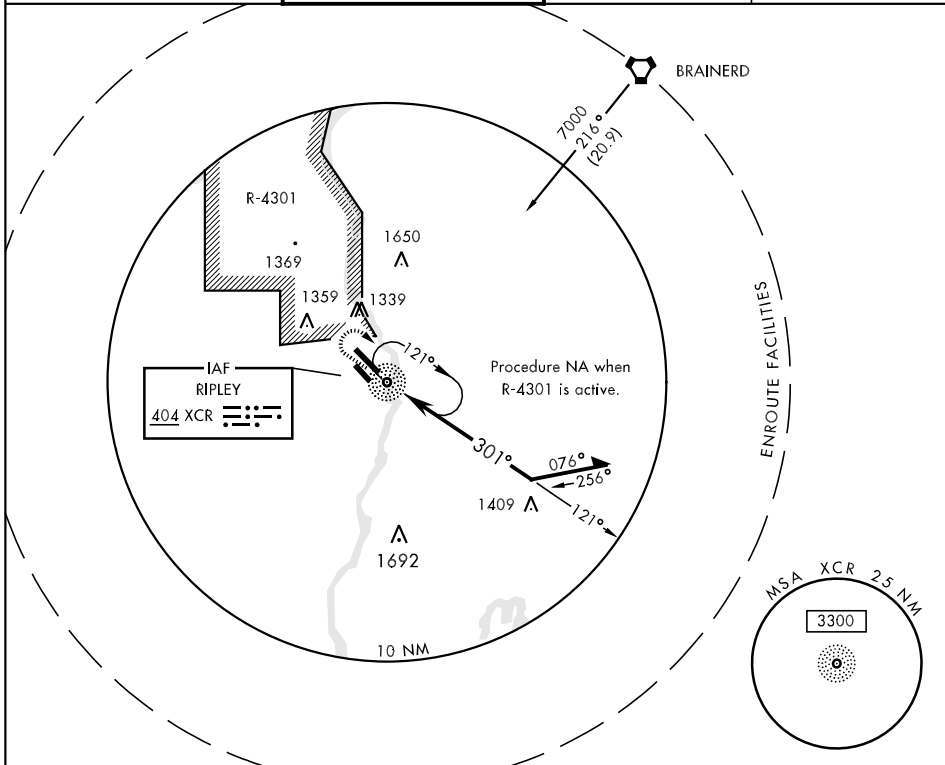 BRAINERD
7000
216°
(20.9)
R-4301
1369
1650
1359
1339
121°
IAF
RIPLEY
404 XCR
Procedure NA when
R-4301 is active.
ENROUTE FACILITIES
301°
076°
256°
1409
121°
1692
10 NM
MSA XCR 25 NM
3300